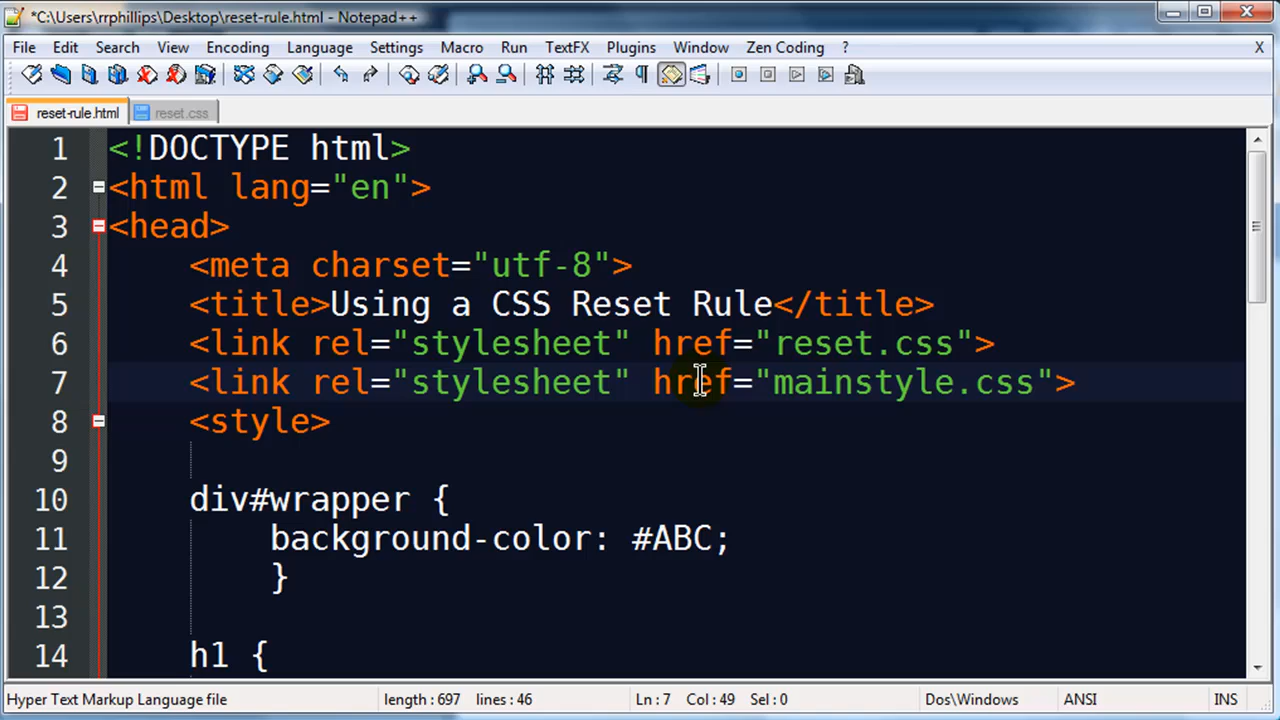 *C:\Users\rrphillips\Desktop\reset-rule.html - Notepad++
File Edit Search View Encoding Language Settings Macro Run TextFX Plugins Window Zen Coding ? X
reset-rule.html reset.css
1 <!DOCTYPE html>
2 <html lang="en">
3 <head>
4 <meta charset="utf-8">
5 <title>Using a CSS Reset Rule</title>
6 <link rel="stylesheet" href="reset.css">
7 <link rel="stylesheet" href="mainstyle.css">
8 <style>
9
10 div#wrapper {
11 background-color: #ABC;
12 }
13
14 h1 {
Hyper Text Markup Language file length : 697 lines : 46 Ln : 7 Col : 49 Sel : 0 Dos\Windows ANSI INS